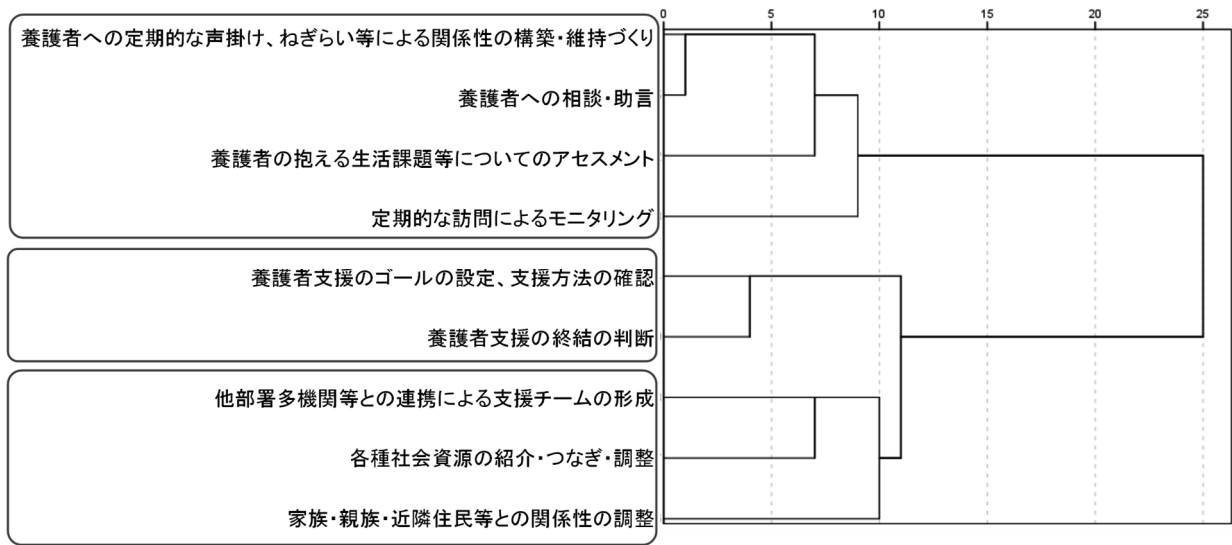 0 5 10 15 20 25
養護者への定期的な声掛け、ねぎらい等による関係性の構築・維持づくり
養護者への相談・助言
養護者の抱える生活課題等についてのアセスメント
定期的な訪問によるモニタリング
養護者支援のゴールの設定、支援方法の確認
養護者支援の終結の判断
他部署多機関等との連携による支援チームの形成
各種社会資源の紹介・つなぎ・調整
家族・親族・近隣住民等との関係性の調整